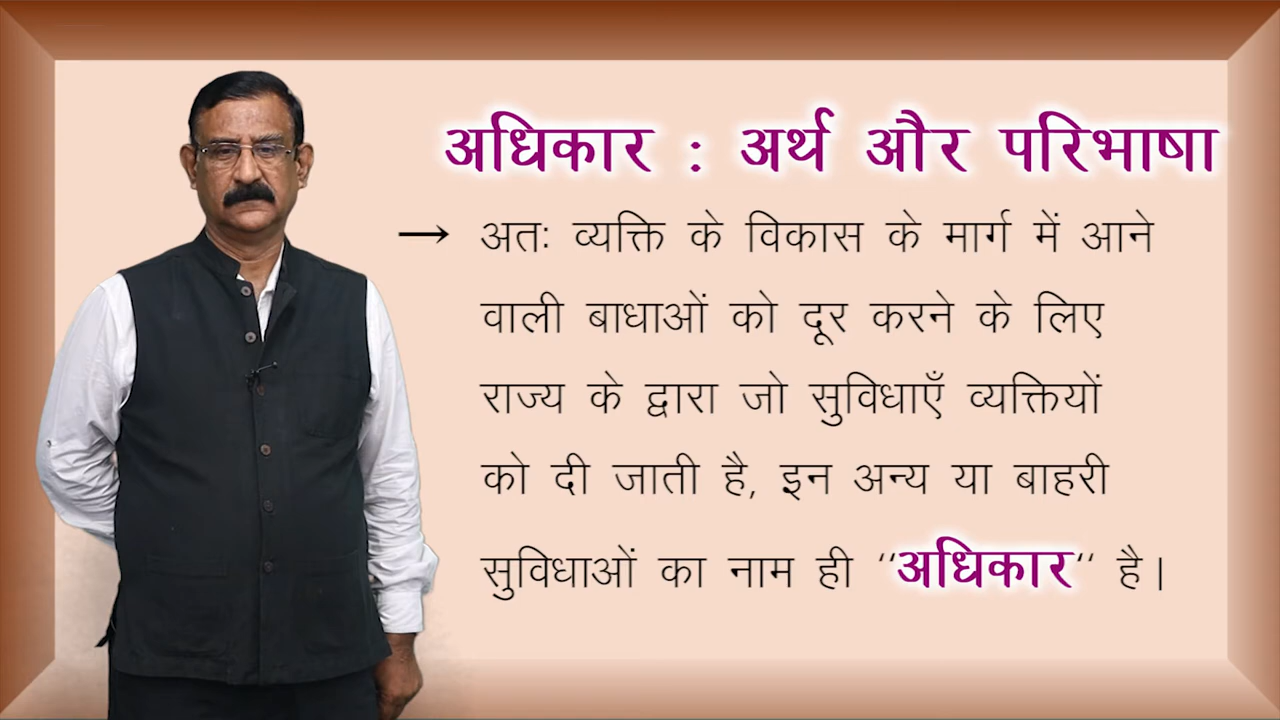 अधिकार : अर्थ और परिभाषा
→ अतः व्यक्ति के विकास के मार्ग में आने
वाली बाधाओं को दूर करने के लिए
राज्य के द्वारा जो सुविधाएँ व्यक्तियों
को दी जाती है, इन अन्य या बाहरी
सुविधाओं का नाम ही ‘‘अधिकार‘‘ है।